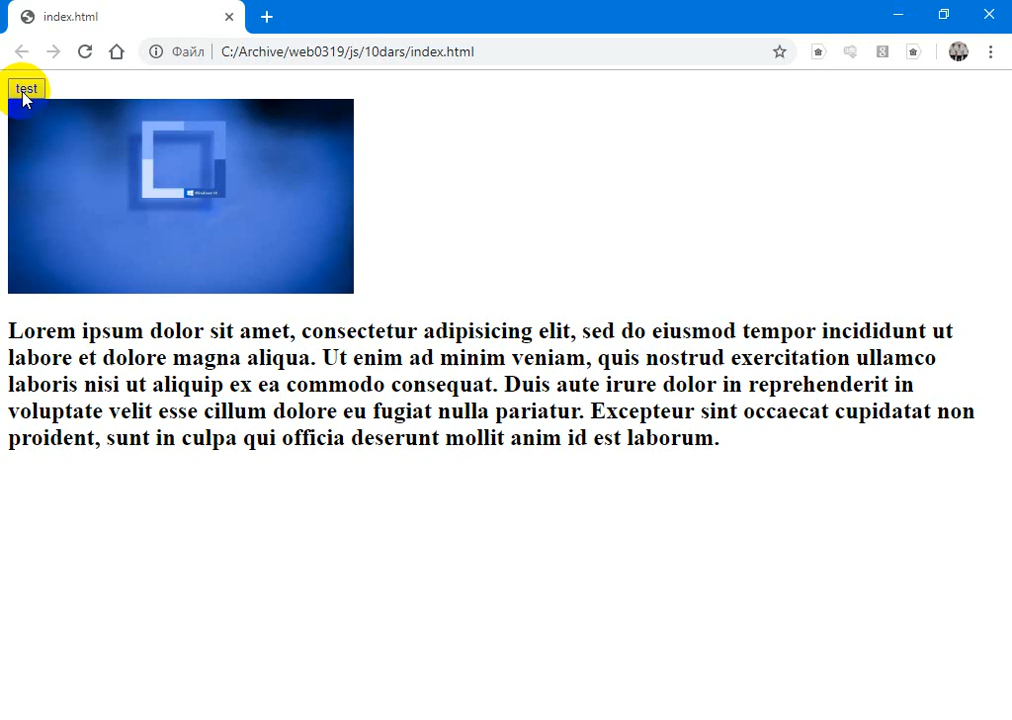 index.html
Файл
C:/Archive/web0319/js/10dars/index.html
test
Lorem ipsum dolor sit amet, consectetur adipisicing elit, sed do eiusmod tempor incididunt ut
labore et dolore magna aliqua. Ut enim ad minim veniam, quis nostrud exercitation ullamco
laboris nisi ut aliquip ex ea commodo consequat. Duis aute irure dolor in reprehenderit in
voluptate velit esse cillum dolore eu fugiat nulla pariatur. Excepteur sint occaecat cupidatat non
proident, sunt in culpa qui officia deserunt mollit anim id est laborum.